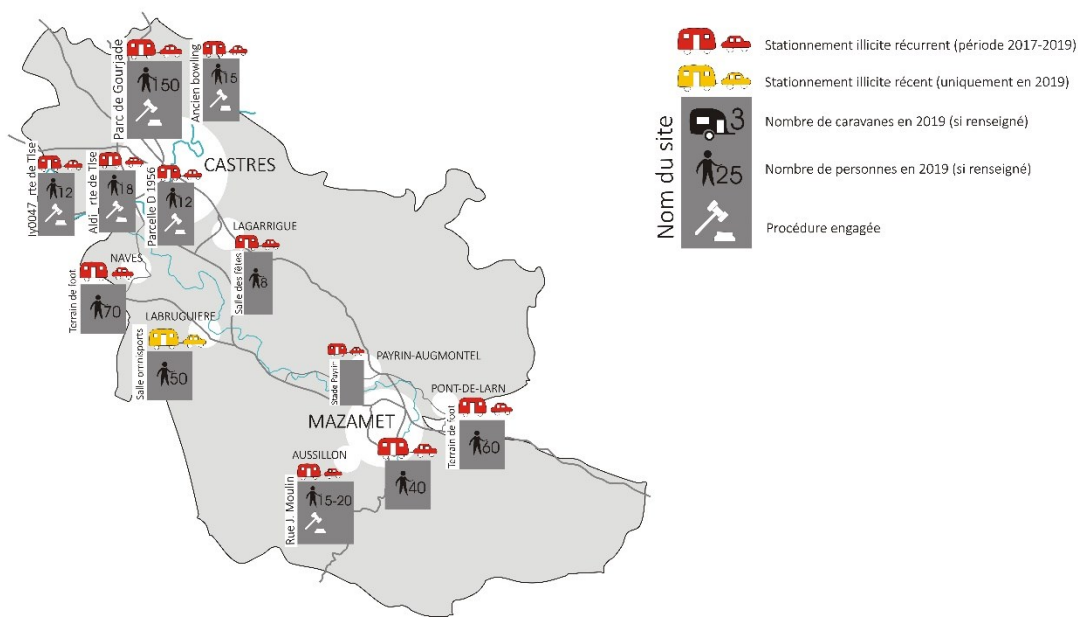 Parc de Gourjade
150
Ancien bowling
15
CASTRES
Iy0047_rte de Tlse
12
Aldi_ rte de Tlse
18
Parcelle D 1956
12
LAGARRIGUE
Salle des fêtes
8
NAVES
Terrain de foot
70
LABRUGUIERE
Salle omnisports
50
Stade Payrin
PAYRIN-AUGMONTEL
PONT-DE-LARN
Terrain de foot
60
MAZAMET
40
AUSSILLON
Rue J. Moulin
15-20
Stationnement illicite récurrent (période 2017-2019)
Stationnement illicite récent (uniquement en 2019)
Nom du site
3
Nombre de caravanes en 2019 (si renseigné)
25
Nombre de personnes en 2019 (si renseigné)
Procédure engagée